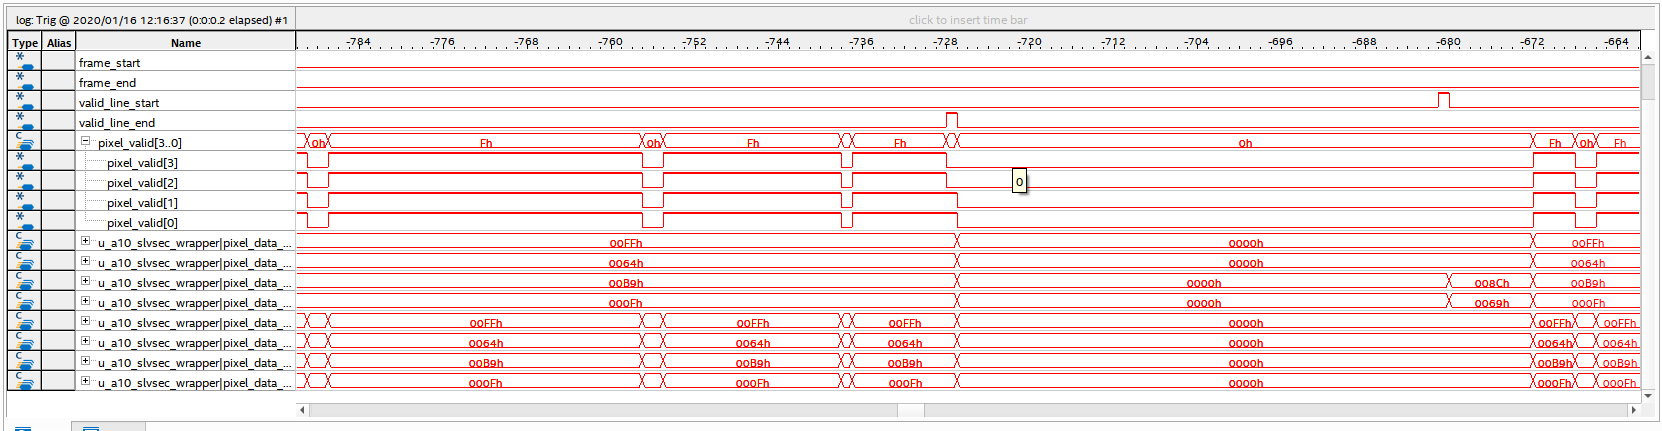 log: Trig @ 2020/01/16 12:16:37 (0:0:0.2 elapsed) #1 click to insert time bar
Type Alias Name -784 -776 -768 -760 -752 -744 -736 -728 -720 -712 -704 -696 -688 -680 -672 -664
frame_start
frame_end
valid_line_start
valid_line_end
pixel_valid[3..0] 0h Fh 0h Fh Fh 0h Fh 0h Fh
pixel_valid[3]
pixel_valid[2] 0
pixel_valid[1]
pixel_valid[0]
u_a10_slvsec_wrapper|pixel_data_... 00FFh 0000h 00FFh
u_a10_slvsec_wrapper|pixel_data_... 0064h 0000h 0064h
u_a10_slvsec_wrapper|pixel_data_... 00B9h 0000h 008Ch 00B9h
u_a10_slvsec_wrapper|pixel_data_... 000Fh 0000h 0069h 000Fh
u_a10_slvsec_wrapper|pixel_data_... 00FFh 00FFh 00FFh 0000h 00FFh 00FFh
u_a10_slvsec_wrapper|pixel_data_... 0064h 0064h 0064h 0000h 0064h 0064h
u_a10_slvsec_wrapper|pixel_data_... 00B9h 00B9h 00B9h 0000h 00B9h 00B9h
u_a10_slvsec_wrapper|pixel_data_... 000Fh 000Fh 000Fh 0000h 000Fh 000Fh